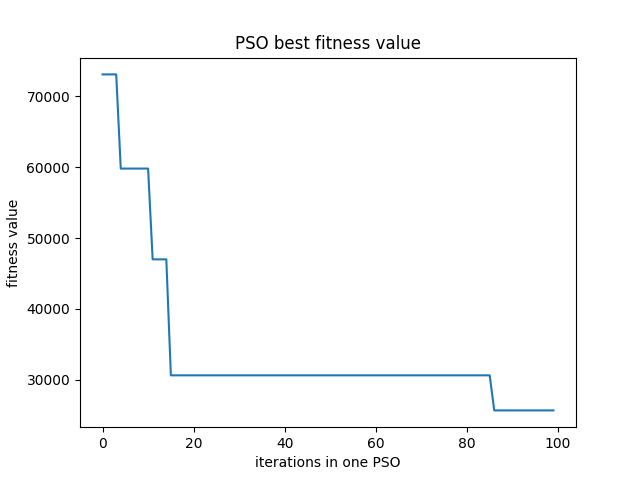 PSO best fitness value
fitness value
70000
60000
50000
40000
30000
0 20 40 60 80 100
iterations in one PSO